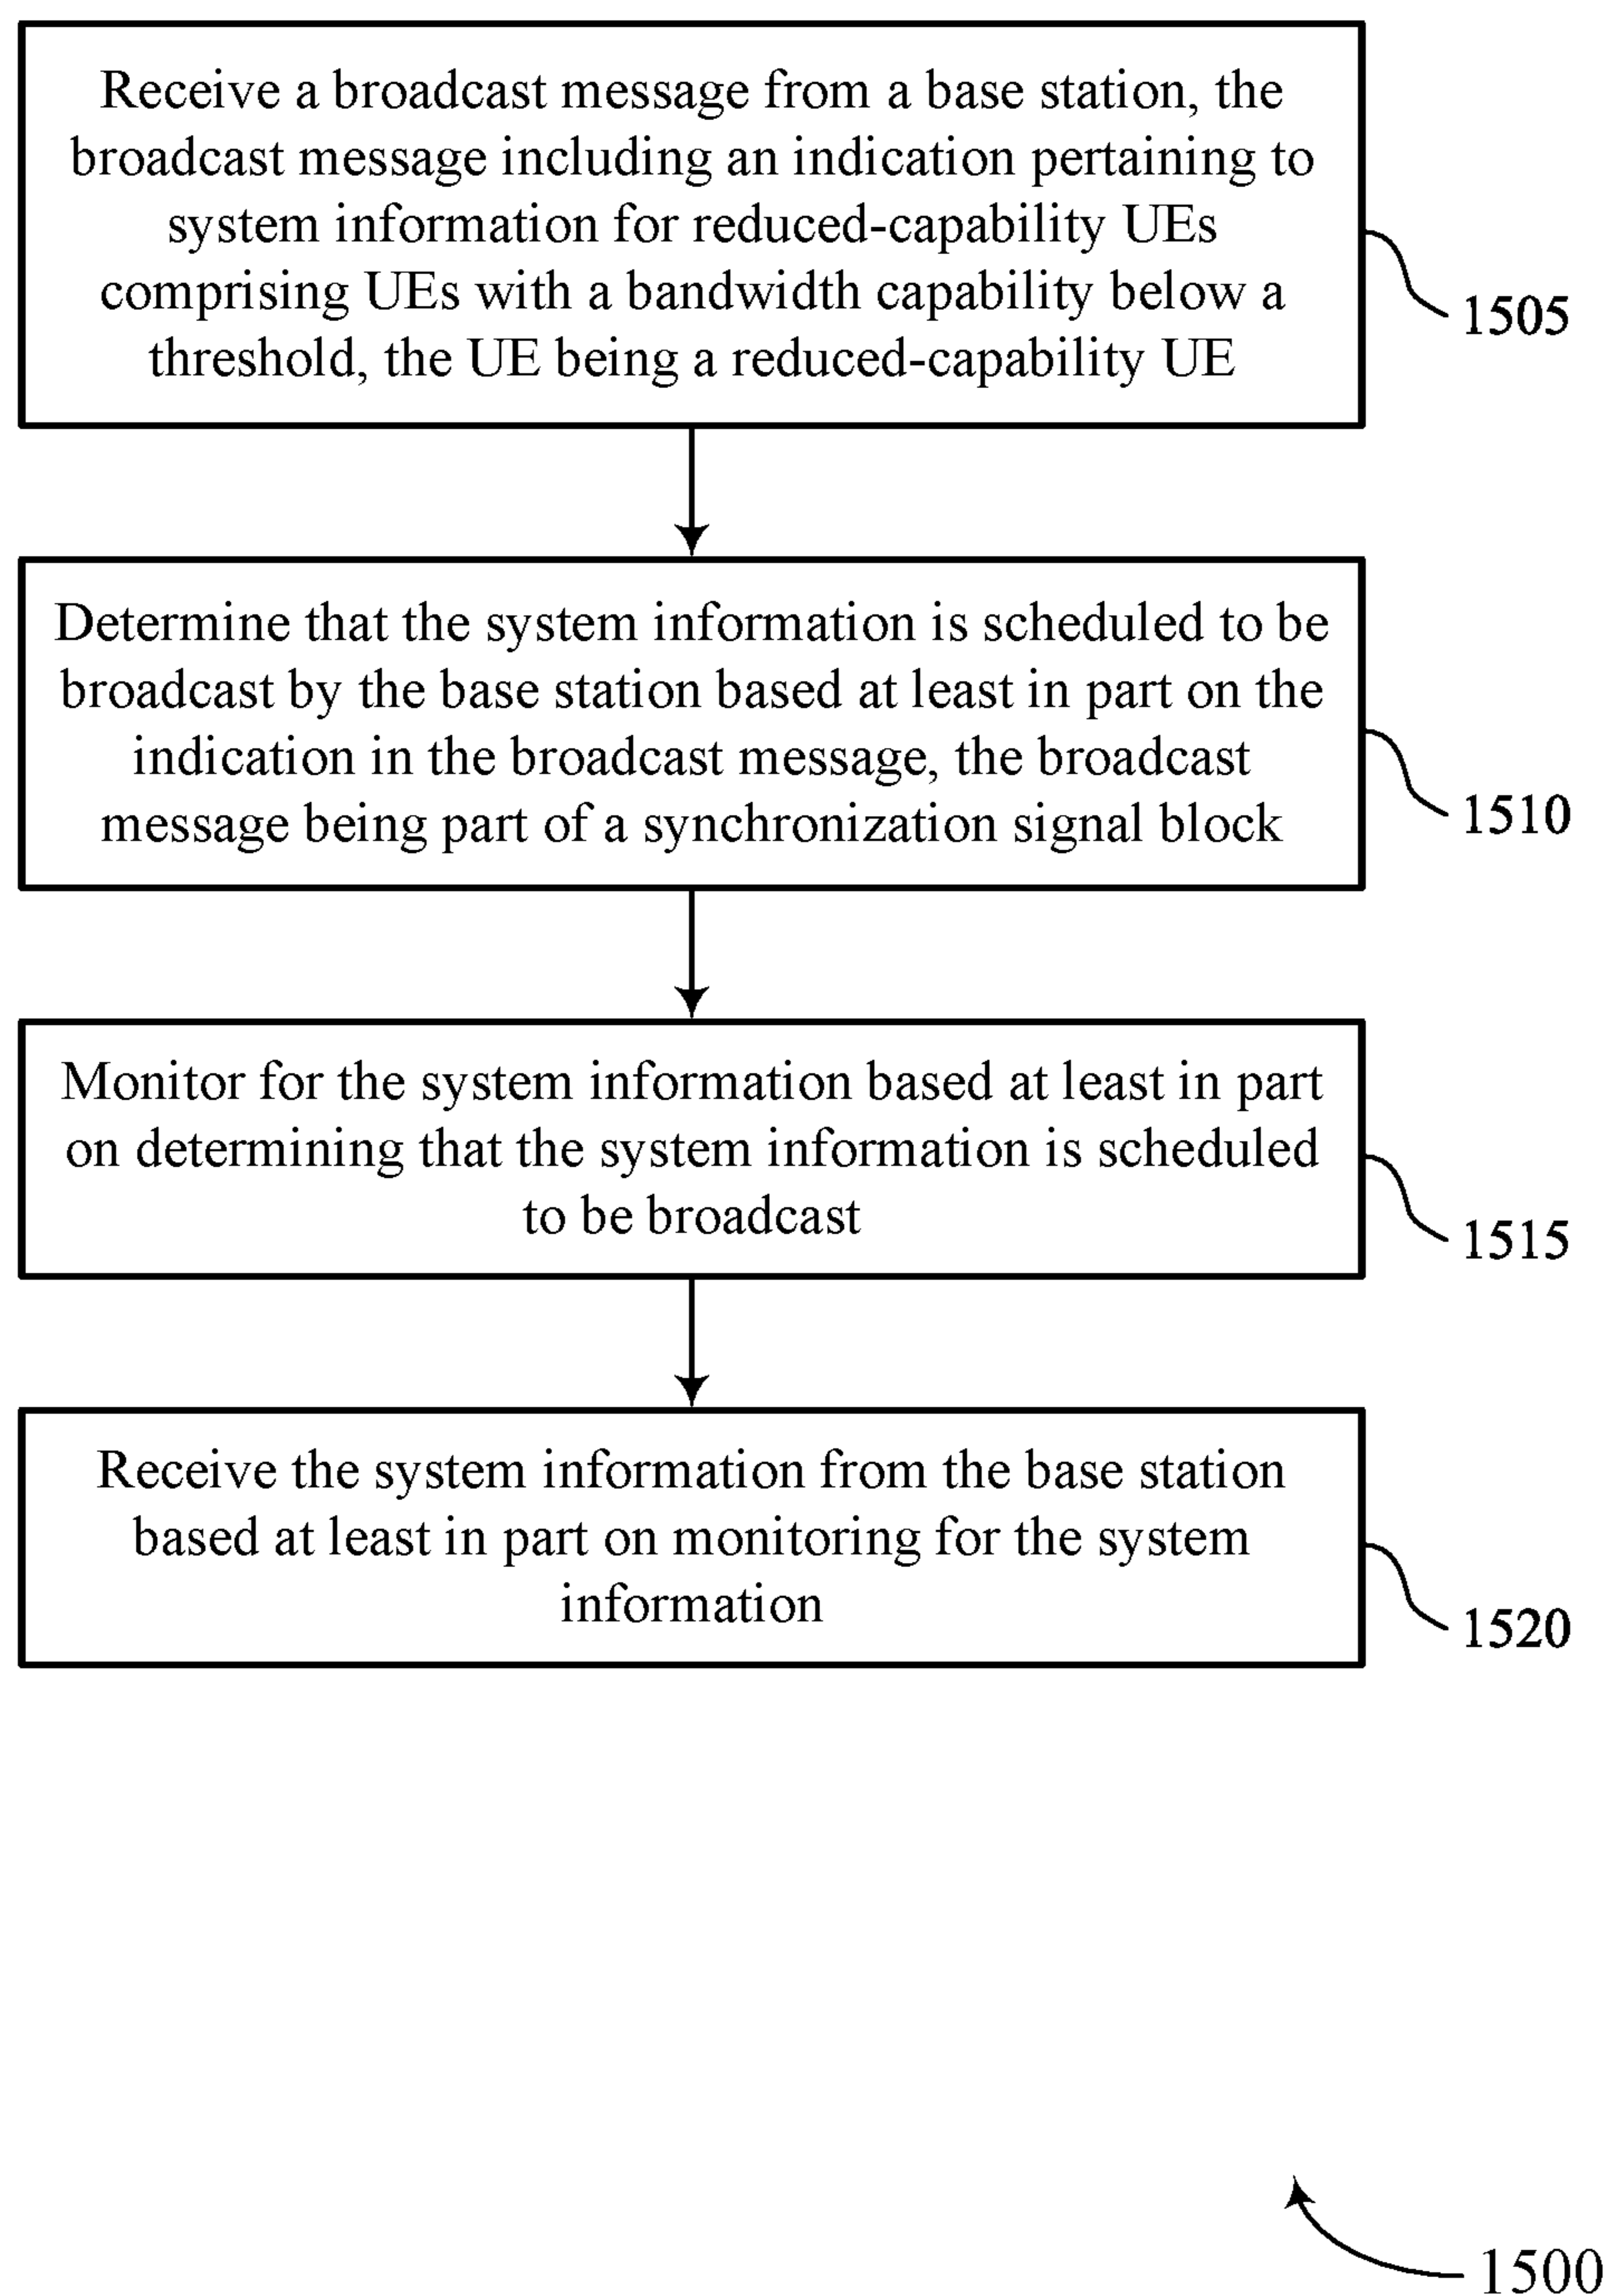 Receive a broadcast message from a base station, the
broadcast message including an indication pertaining to
system information for reduced-capability UEs
comprising UEs with a bandwidth capability below a
threshold, the UE being a reduced-capability UE
1505
Determine that the system information is scheduled to be
broadcast by the base station based at least in part on the
indication in the broadcast message, the broadcast
message being part of a synchronization signal block
1510
Monitor for the system information based at least in part
on determining that the system information is scheduled
to be broadcast
1515
Receive the system information from the base station
based at least in part on monitoring for the system
information
1520
1500